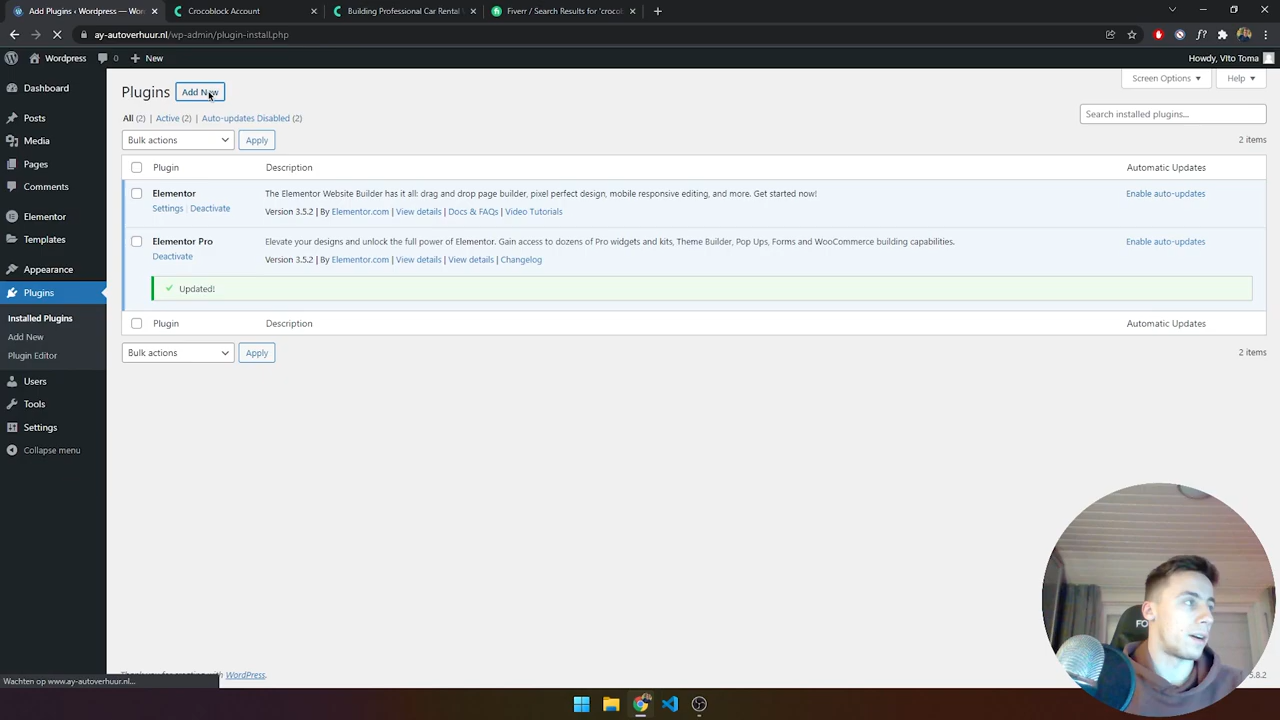 Add Plugins ‹ Wordpress — Wor
Crocoblock Account
Building Professional Car Rental
Fiverr / Search Results for 'croco
ay-autoverhuur.nl/wp-admin/plugin-install.php
Wordpress
0
New
Howdy, Vito Toma
Dashboard
Posts
Media
Pages
Comments
Elementor
Templates
Appearance
Plugins
Installed Plugins
Add New
Plugin Editor
Users
Tools
Settings
Collapse menu
Plugins
Add New
Screen Options
Help
All (2) | Active (2) | Auto-updates Disabled (2)
Search installed plugins...
Bulk actions
Apply
2 items
Plugin
Description
Automatic Updates
Elementor
Settings | Deactivate
The Elementor Website Builder has it all: drag and drop page builder, pixel perfect design, mobile responsive editing, and more. Get started now!
Version 3.5.2 | By Elementor.com | View details | Docs & FAQs | Video Tutorials
Enable auto-updates
Elementor Pro
Deactivate
Elevate your designs and unlock the full power of Elementor. Gain access to dozens of Pro widgets and kits, Theme Builder, Pop Ups, Forms and WooCommerce building capabilities.
Version 3.5.2 | By Elementor.com | View details | View details | Changelog
Enable auto-updates
Updated!
Plugin
Description
Automatic Updates
Bulk actions
Apply
2 items
WordPress.
5.8.2
Wachten op www.ay-autoverhuur.nl...
FO